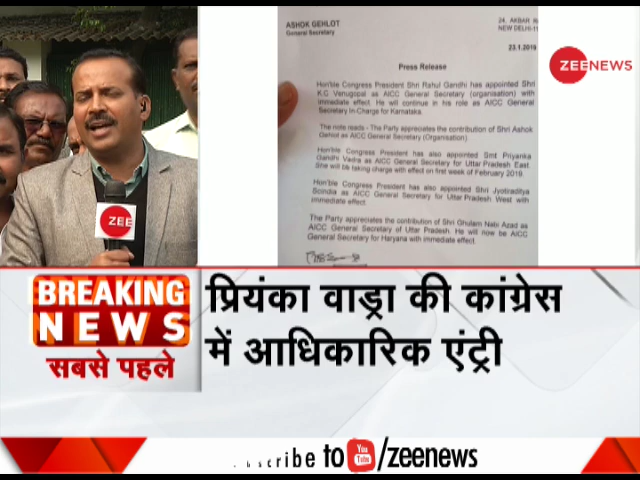 ASHOK GEHLOT
General Secretary
24, AKBAR
NEW DELHI-11
23.1.2019
ZEENEWS
Press Release
Hon'ble Congress President Shri Rahul Gandhi has appointed Shri
K.C. Venugopal as AICC General Secretary (organisation) with
immediate effect. He will continue in his role as AICC General
Secretary In-Charge for Karnataka.
The note reads - The Party appreciates the contribution of Shri Ashok
Gehlot as AICC General Secretary (Organisation)
Hon'ble Congress President has also appointed Smt Priyanka
Gandhi Vadra as AICC General Secretary for Uttar Pradesh East.
She will be taking charge with effect on first week of February 2019.
Hon'ble Congress President has also appointed Shri Jyotiraditya
Scindia as AICC General Secretary for Uttar Pradesh West with
immediate effect.
The Party appreciates the contribution of Shri Ghulam Nabi Azad as
AICC General Secretary of Uttar Pradesh. He will now be AICC
General Secretary for Haryana with immediate effect.
ZEE
BREAKING
NEWS
सबसे पहले
प्रियंका वाड्रा की कांग्रेस
में आधिकारिक एंट्री
to You Tube /zeenews